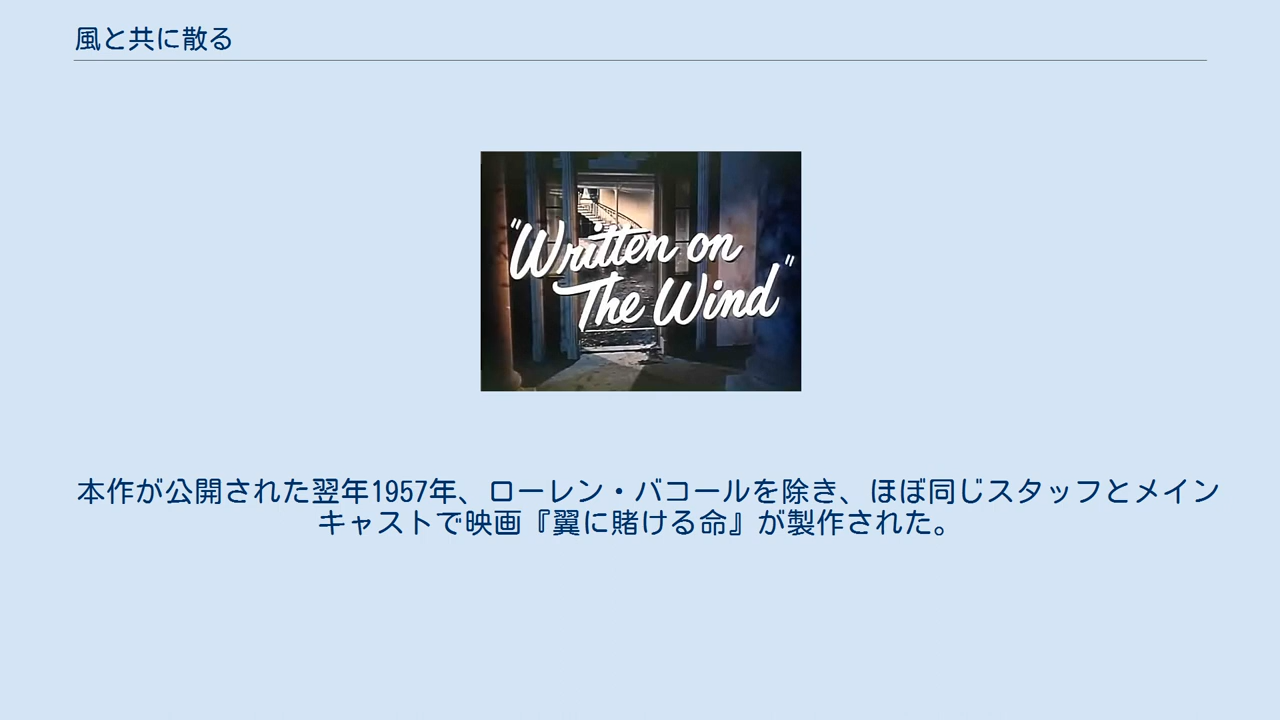 風と共に散る
"Written on
The Wind"
本作が公開された翌年1957年、ローレン・バコールを除き、ほぼ同じスタッフとメイン
キャストで映画『翼に賭ける命』が製作された。